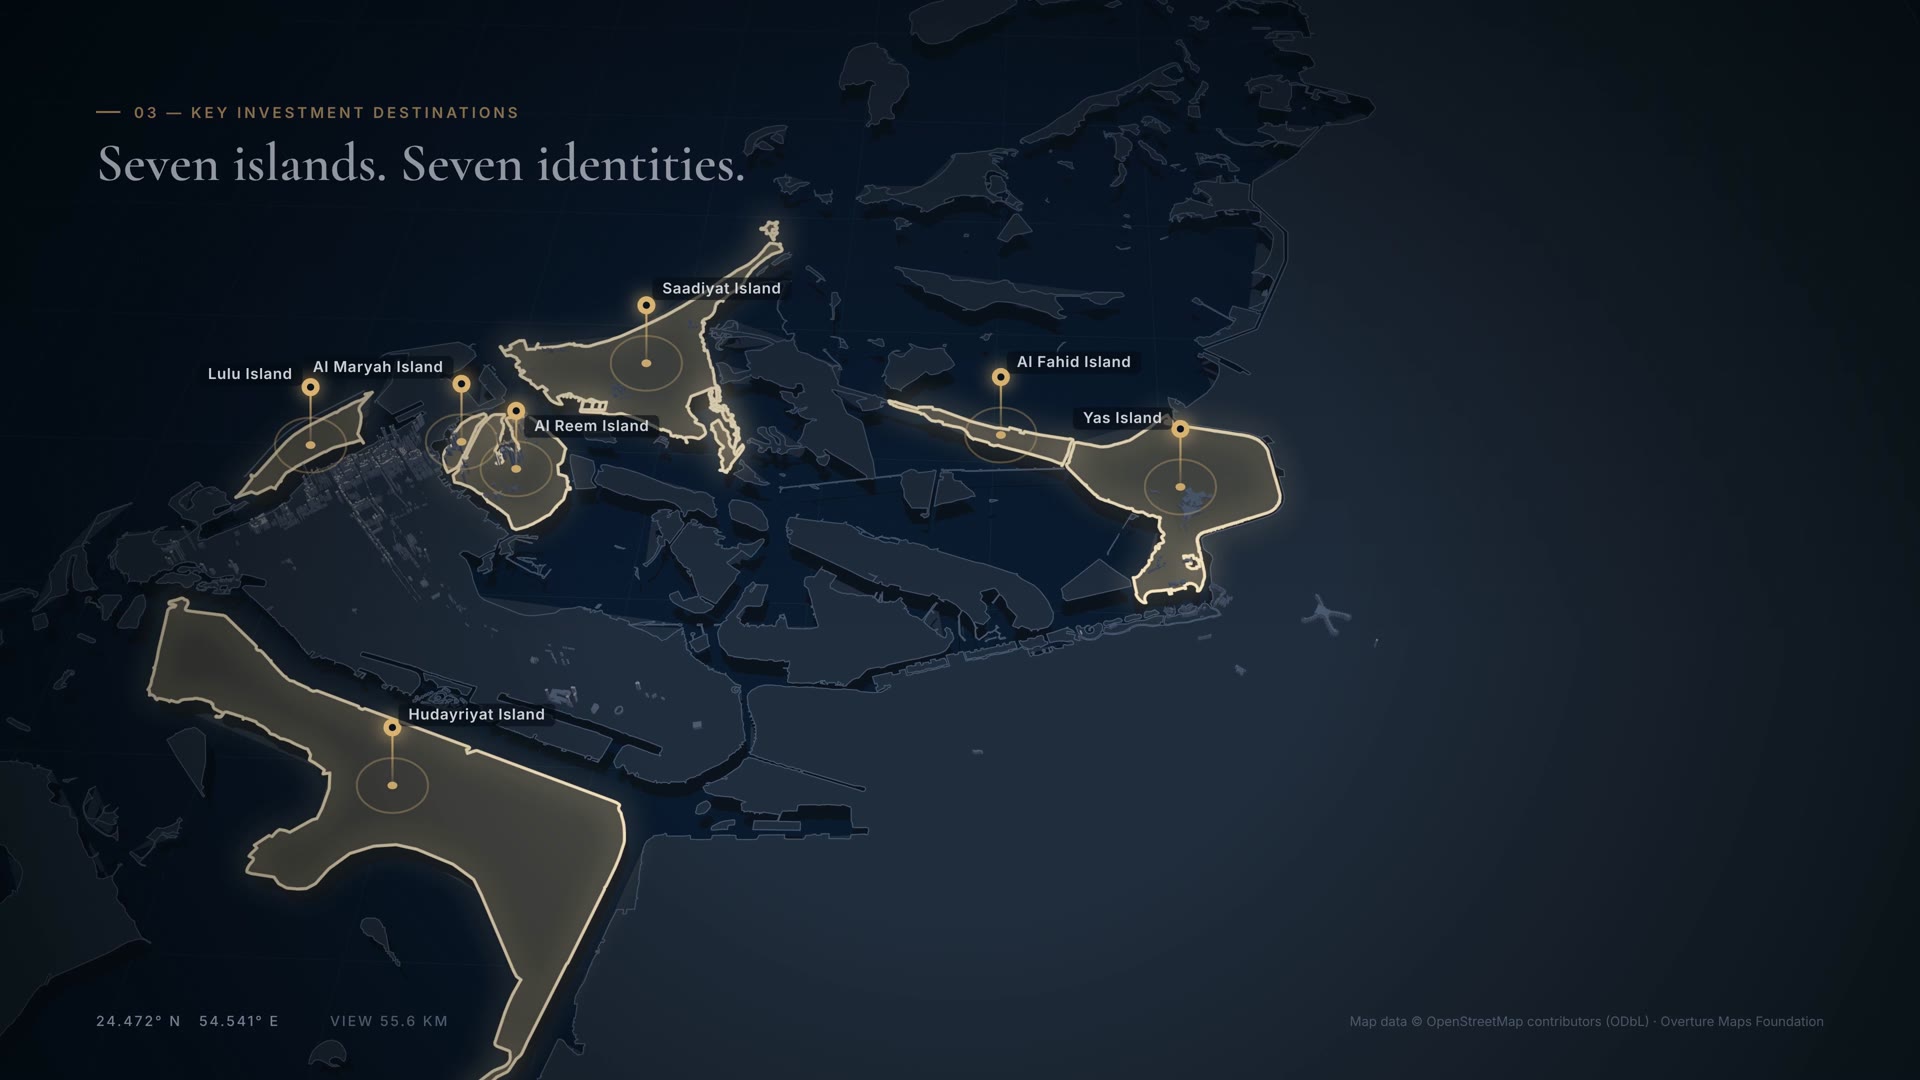 03 — KEY INVESTMENT DESTINATIONS
Seven islands. Seven identities.
Saadiyat Island
Lulu Island
Al Maryah Island
Al Fahid Island
Yas Island
Al Reem Island
Hudayriyat Island
24.472° N 54.541° E VIEW 55.6 KM
Map data © OpenStreetMap contributors (ODbL) · Overture Maps Foundation